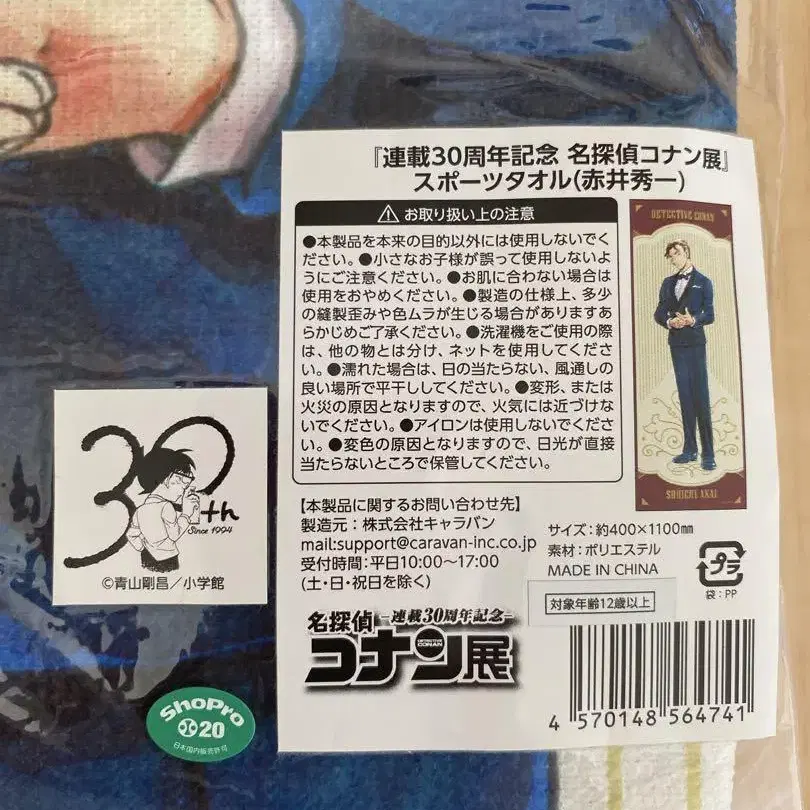 『連載30周年記念 名探偵コナン展』
スポーツタオル(赤井秀一)
お取り扱い上の注意
●本製品を本来の目的以外には使用しないでく
ださい。●小さなお子様が誤って使用しないよ
うにご注意ください。●お肌に合わない場合は
使用をおやめください。●製造の仕様上、多少
の縫製歪みや色ムラが生じる場合がありますあ
らかじめご了承ください。●洗濯機をご使用の際
は、他の物とは分け、ネットを使用してくださ
い。●濡れた場合は、日の当たらない、風通しの
良い場所で平干ししてください。●変形、または
火災の原因となりますので、火気には近づけな
いでください。●アイロンは使用しないでくださ
い。●変色の原因となりますので、日光が直接
当たらないところで保管してください。
【本製品に関するお問い合わせ先】
製造元：株式会社キャラバン
mail:support@caravan-inc.co.jp
受付時間：平日10:00〜17:00
(土・日・祝日を除く)
名探偵
-連載30周年記念-
コナン展
DETECTIVE CONAN
DETECTIVE CONAN
SHUICHI AKAI
サイズ：約400×1100㎜
素材：ポリエステル
MADE IN CHINA
プラ
袋：PP
対象年齢12歳以上
4 570148 564741
30th
Since 1994
©青山剛昌／小学館
ShoPro
20
日本国内販売許可